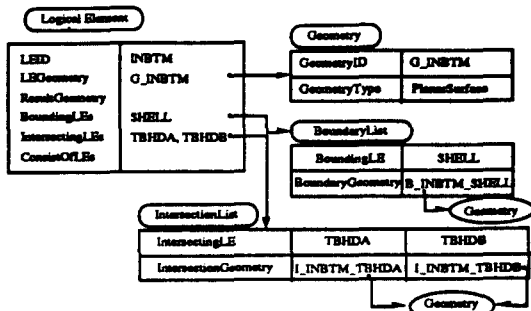 Logical Element
LEID INBTM
LEGeometry G_INBTM
ResultGeometry
BoundingLEs SHELL
IntersectingLEs TBHDA, TBHDB
ConsistOfLEs
Geometry
GeometryID G_INBTM
GeometryType PlanarSurface
BoundaryList
BoundingLE SHELL
BoundaryGeometry B_INBTM_SHELL
Geometry
IntersectionList
IntersectingLE TBHDA TBHDB
IntersectionGeometry I_INBTM_TBHDA I_INBTM_TBHDB
Geometry